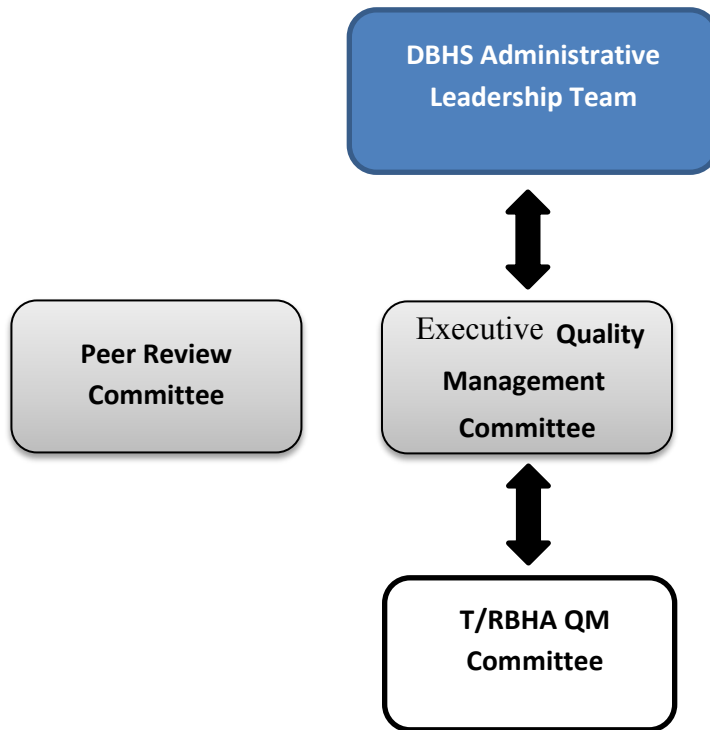 DBHS Administrative
Leadership Team
Peer Review
Committee
Executive Quality
Management
Committee
T/RBHA QM
Committee